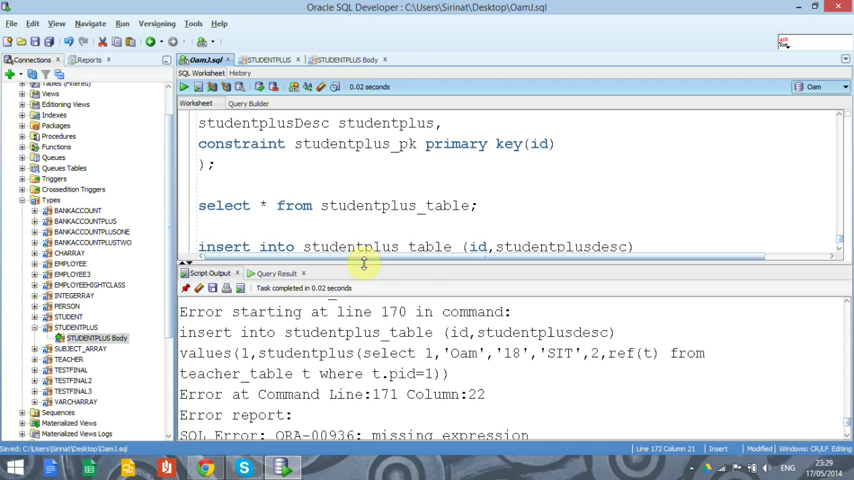 Oracle SQL Developer : C:\Users\Sirinat\Desktop\OamJ.sql
File Edit View Navigate Run Versioning Tools Help
Connections Reports
OamJ.sql STUDENTPLUS STUDENTPLUS Body
SQL Worksheet History
0.02 seconds
Oam
Worksheet Query Builder
Tables (Filtered)
Views
Editioning Views
Indexes
Packages
Procedures
Functions
Queues
Queues Tables
Triggers
Crossedition Triggers
Types
BANKACCOUNT
BANKACCOUNTPLUS
BANKACCOUNTPLUSONE
BANKACCOUNTPLUSTWO
CHARRAY
EMPLOYEE
EMPLOYEE3
EMPLOYEEHIGHTCLASS
INTEGERRAY
PERSON
STUDENT
STUDENTPLUS
STUDENTPLUS Body
SUBJECT_ARRAY
TEACHER
TESTFINAL
TESTFINAL2
TESTFINAL3
VARCHARRAY
Sequences
Materialized Views
Materialized Views Logs
studentplusDesc studentplus,
constraint studentplus_pk primary key(id)
);
select * from studentplus_table;
insert into studentplus_table (id,studentplusdesc)
Script Output Query Result
Task completed in 0.02 seconds
Error starting at line 170 in command:
insert into studentplus_table (id,studentplusdesc)
values(1,studentplus(select 1,'Oam','18','SIT',2,ref(t) from
teacher_table t where t.pid=1))
Error at Command Line:171 Column:22
Error report:
SQL Error: ORA-00936: missing expression
Saved: C:\Users\Sirinat\Desktop\OamJ.sql
Line 172 Column 21 Insert Modified Windows: CR/LF Editing
ENG
23:29
17/05/2014